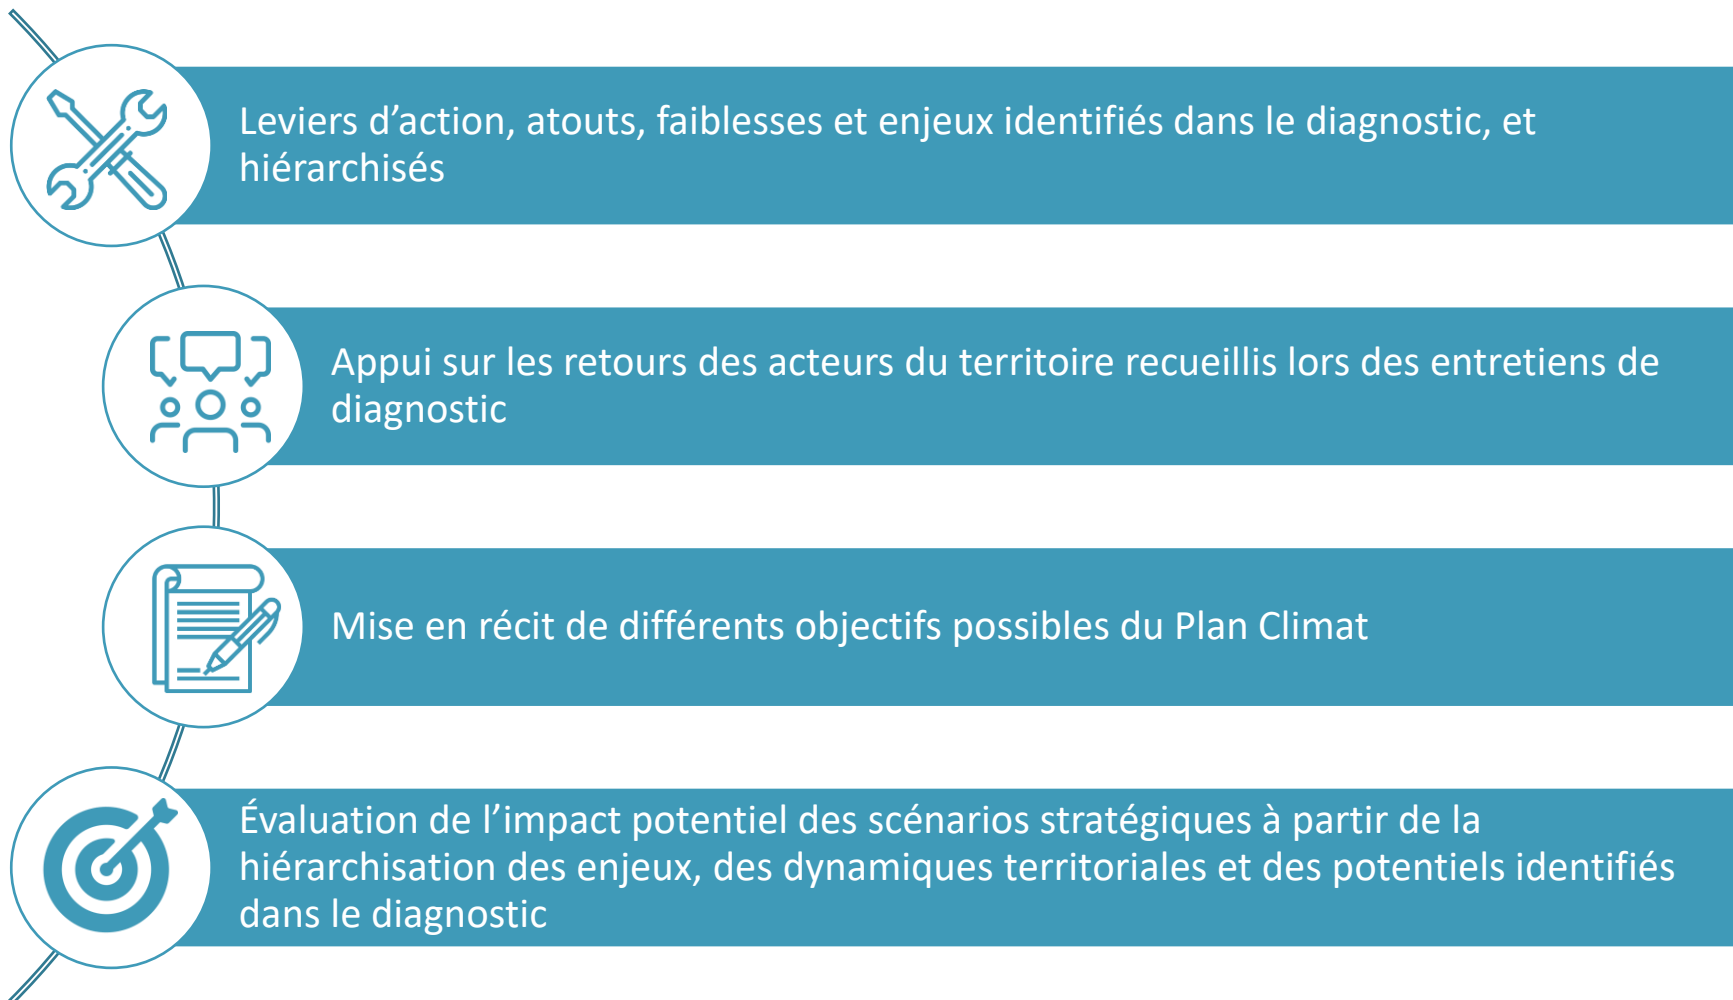 Leviers d’action, atouts, faiblesses et enjeux identifiés dans le diagnostic, et
hiérarchisés
Appui sur les retours des acteurs du territoire recueillis lors des entretiens de
diagnostic
Mise en récit de différents objectifs possibles du Plan Climat
Évaluation de l’impact potentiel des scénarios stratégiques à partir de la
hiérarchisation des enjeux, des dynamiques territoriales et des potentiels identifiés
dans le diagnostic